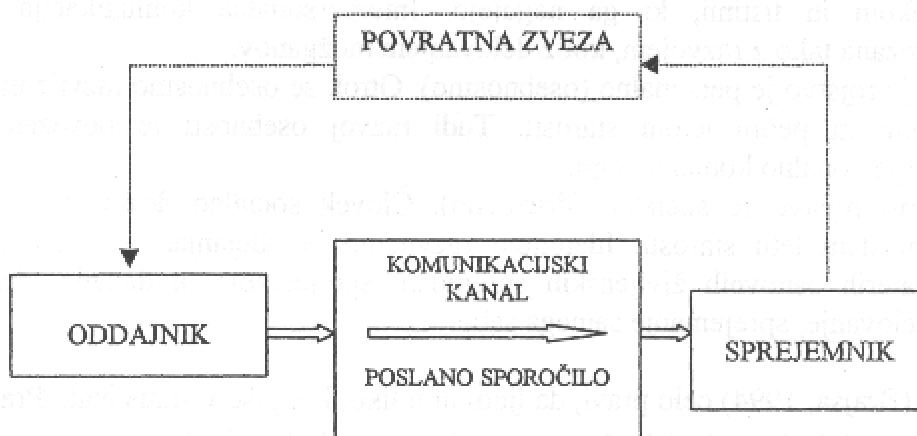 POVRATNA ZVEZA
KOMUNIKACIJSKI
KANAL
ODDAJNIK
SPREJEMNIK
POSLANO SPOROČILO